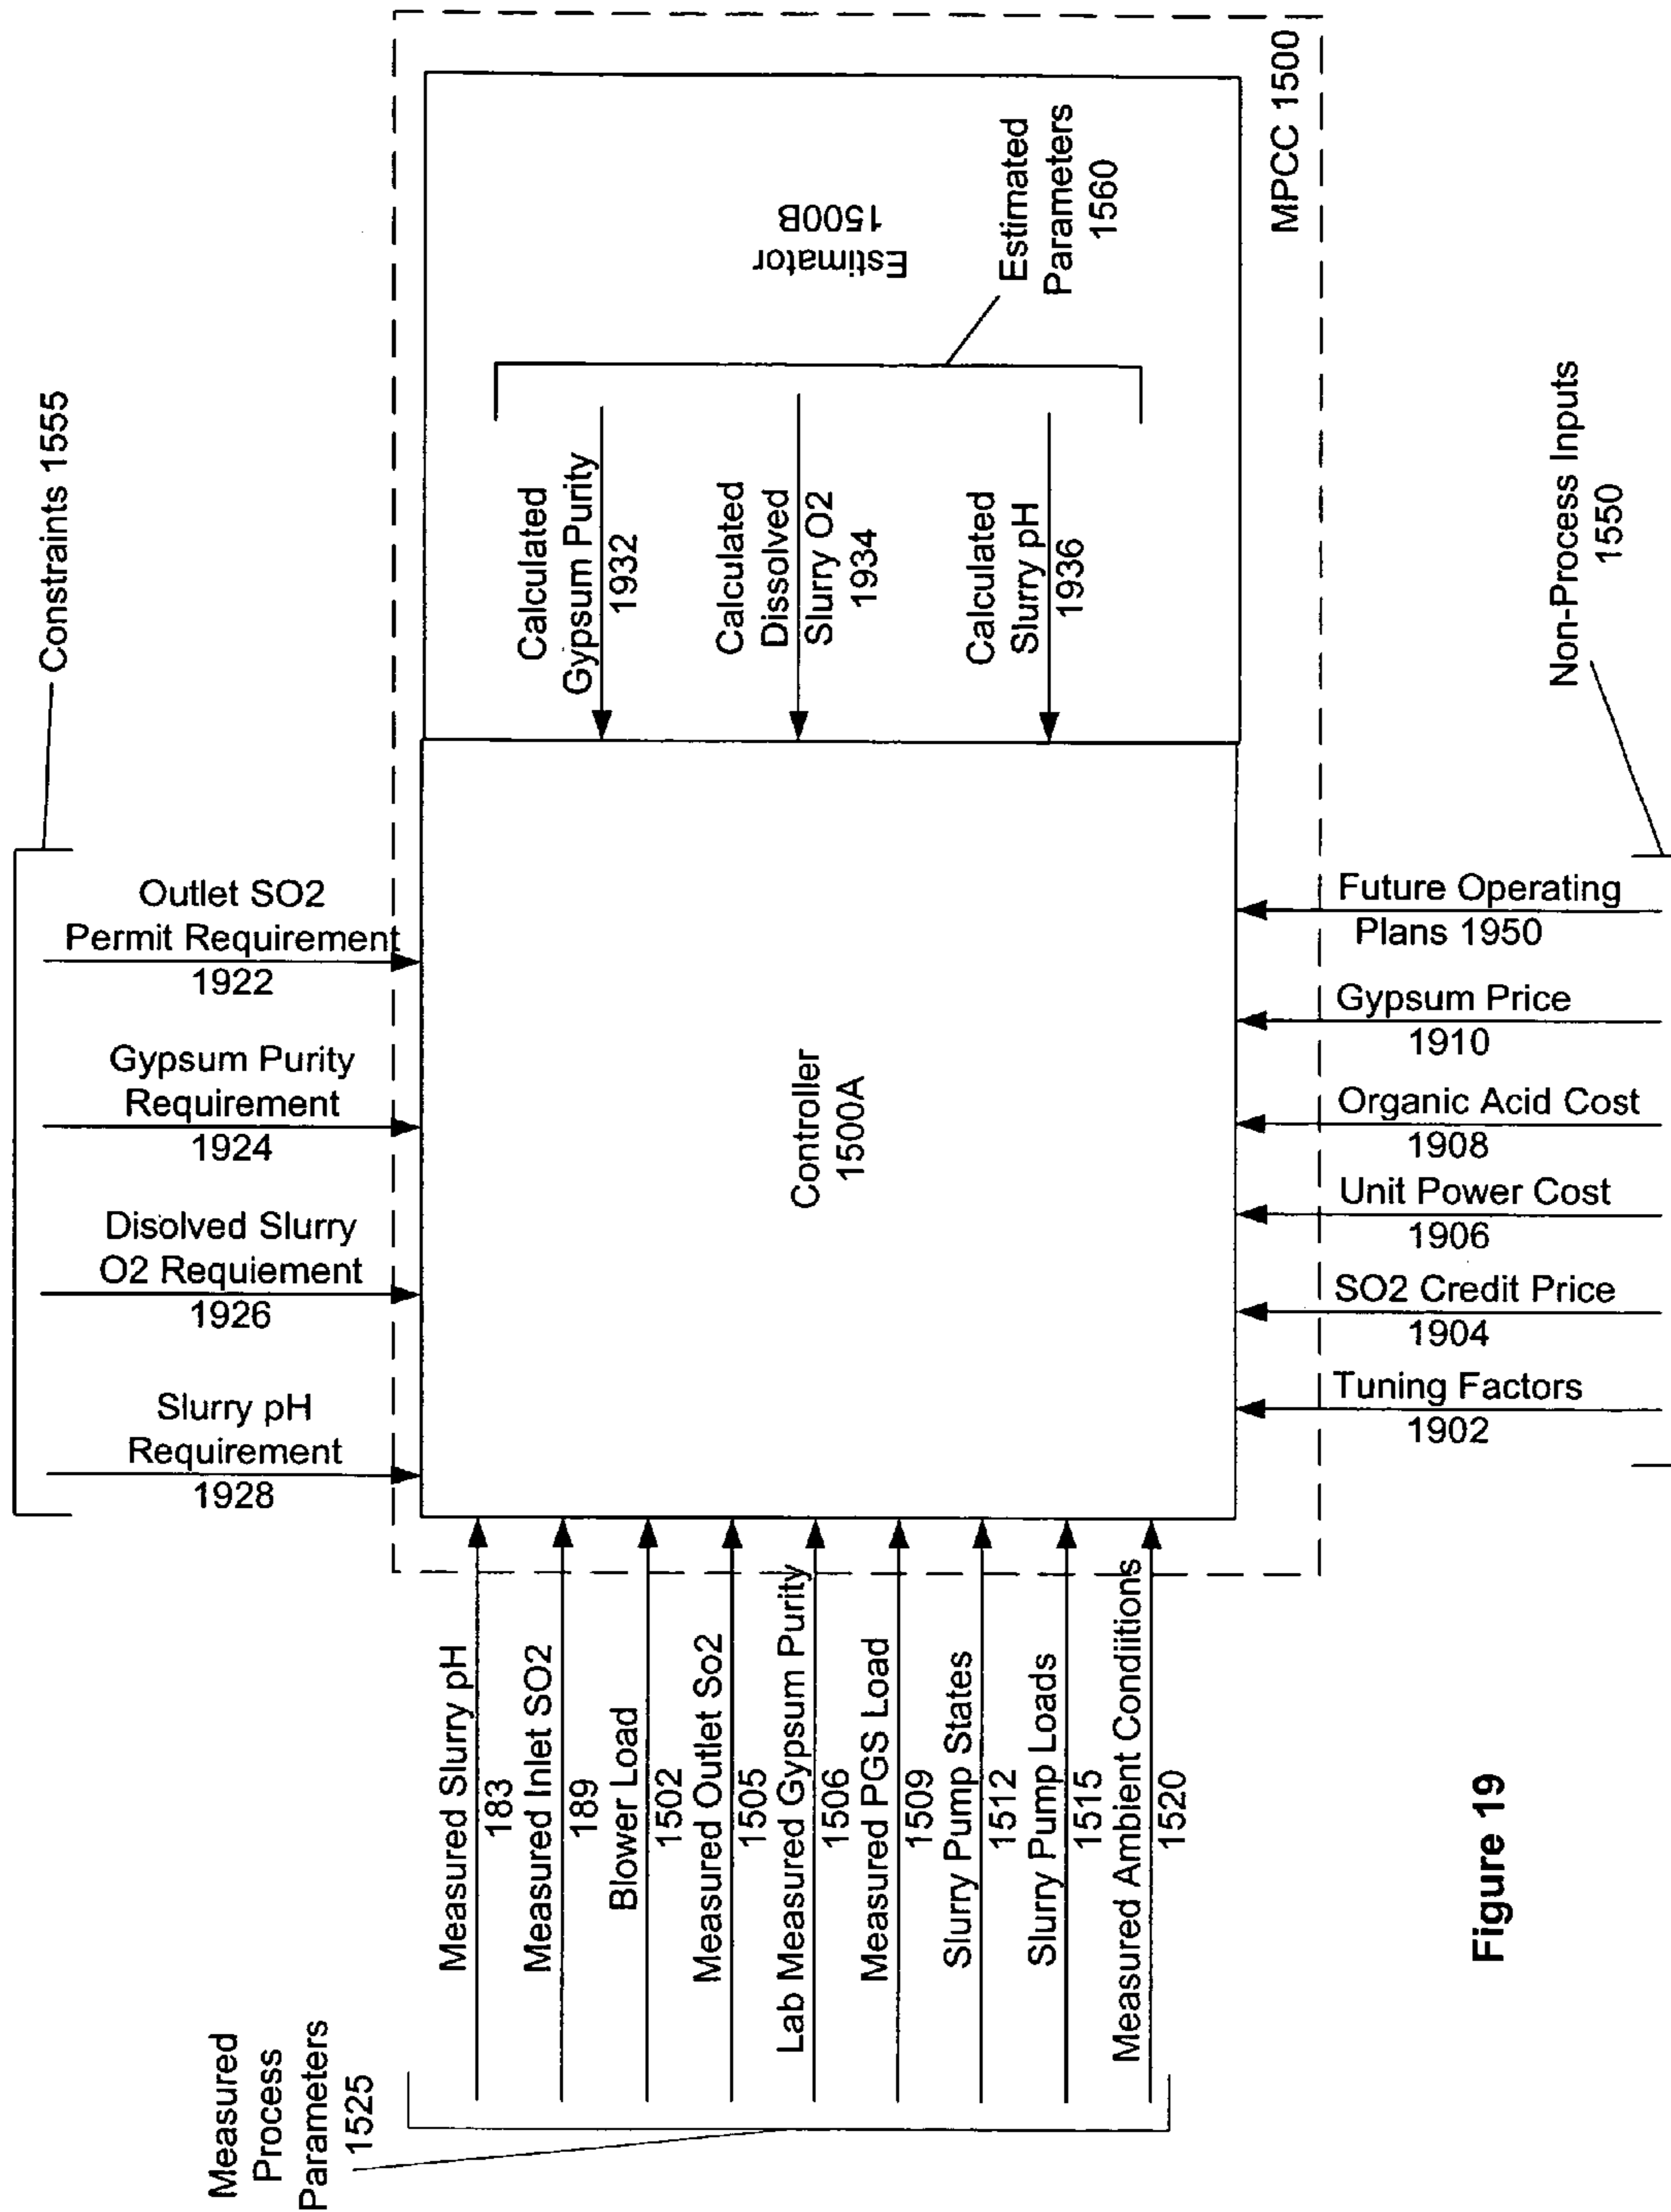 Constraints 1555
Outlet SO2
Permit Requirement
1922
Gypsum Purity
Requirement
1924
Disolved Slurry
O2 Requiement
1926
Slurry pH
Requirement
1928
Measured
Process
Parameters
1525
Measured Slurry pH
183
Measured Inlet SO2
189
Blower Load
1502
Measured Outlet So2
1505
Lab Measured Gypsum Purity
1506
Measured PGS Load
1509
Slurry Pump States
1512
Slurry Pump Loads
1515
Measured Ambient Condiitions
1520
Controller
1500A
Calculated
Gypsum Purity
1932
Calculated
Dissolved
Slurry O2
1934
Calculated
Slurry pH
1936
Estimator
1500B
Estimated
Parameters
1560
MPCC 1500
Future Operating
Plans 1950
Gypsum Price
1910
Organic Acid Cost
1908
Unit Power Cost
1906
SO2 Credit Price
1904
Tuning Factors
1902
Non-Process Inputs
1550
Figure 19